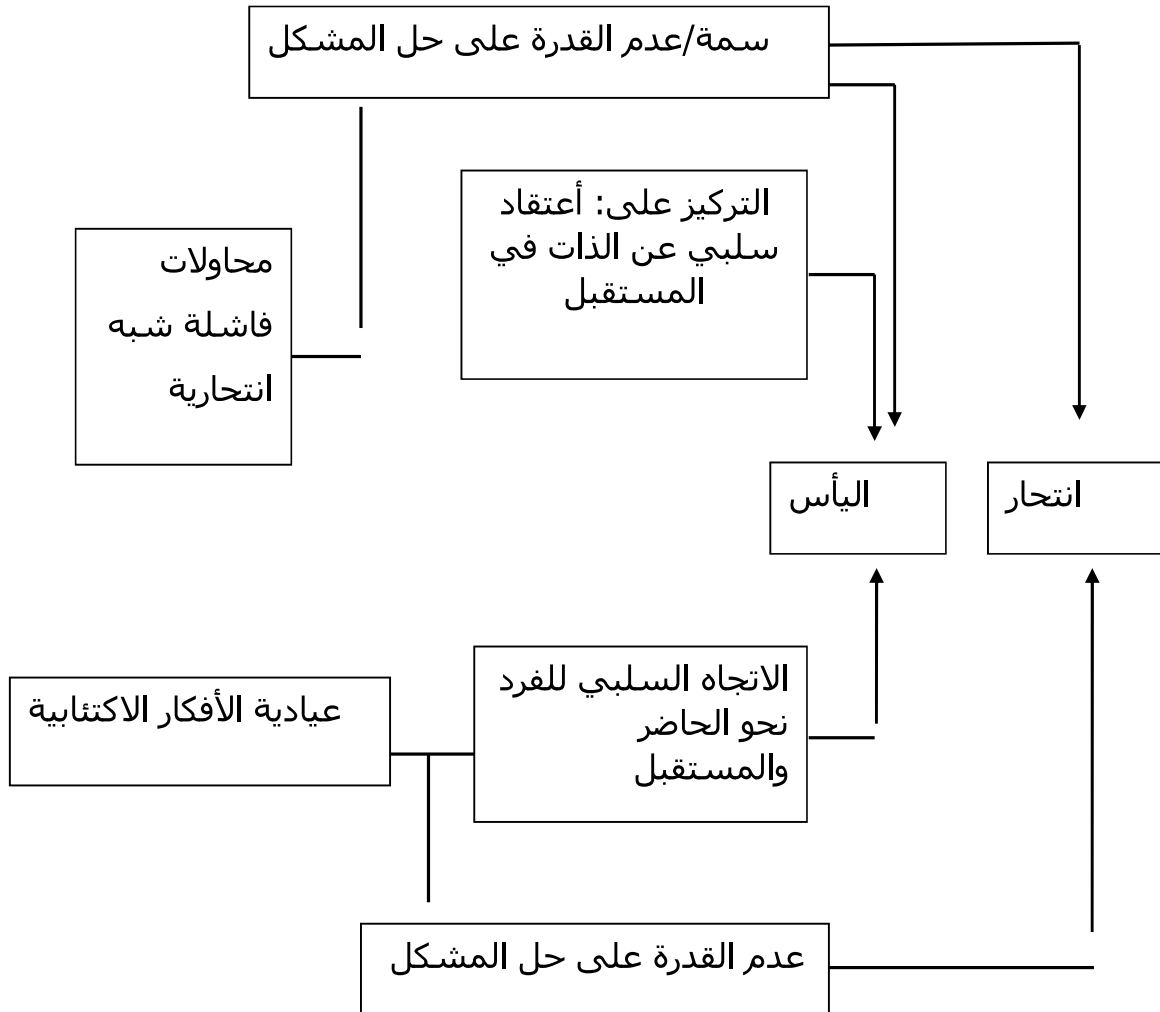 سمة/عدم القدرة على حل المشكل
التركيز على: أعتقاد
سلبي عن الذات في
المستقبل
محاولات
فاشلة شبه
انتحارية
اليأس
انتحار
الاتجاه السلبي للفرد
نحو الحاضر
والمستقبل
عيادية الأفكار الاكتئابية
عدم القدرة على حل المشكل